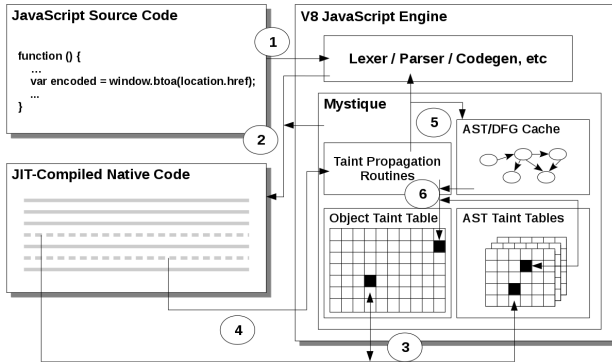 JavaScript Source Code
function () {
...
var encoded = window.btoa(location.href);
...
}
1
V8 JavaScript Engine
Lexer / Parser / Codegen, etc
2
Mystique
5
AST/DFG Cache
JIT-Compiled Native Code
Taint Propagation
Routines
6
Object Taint Table
AST Taint Tables
4
3